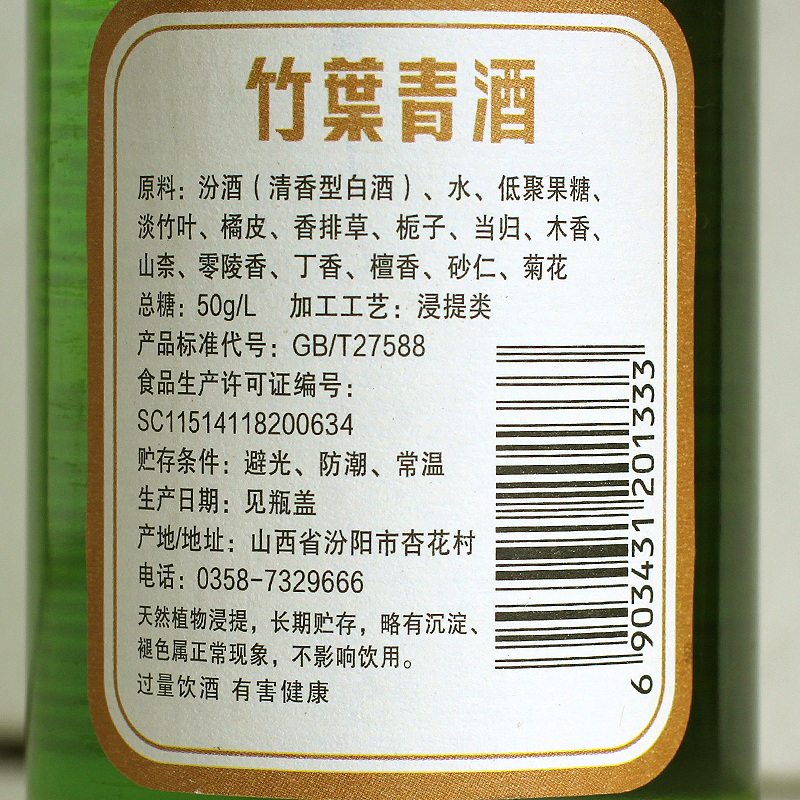 竹葉青酒
原料：汾酒（清香型白酒）、水、低聚果糖、
淡竹叶、橘皮、香排草、栀子、当归、木香、
山柰、零陵香、丁香、檀香、砂仁、菊花
总糖：50g/L 加工工艺：浸提类
产品标准代号：GB/T27588
食品生产许可证编号：
SC11514118200634
贮存条件：避光、防潮、常温
生产日期：见瓶盖
产地/地址：山西省汾阳市杏花村
电话：0358-7329666
天然植物浸提，长期贮存，略有沉淀、
褪色属正常现象，不影响饮用。
过量饮酒 有害健康
6 903431 201333